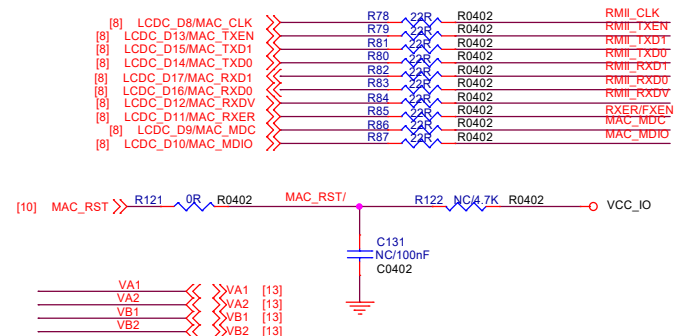 [8] LCDC_D8/MAC_CLK R78 22R R0402 RMII_CLK
[8] LCDC_D13/MAC_TXEN R79 22R R0402 RMII_TXEN
[8] LCDC_D15/MAC_TXD1 R81 22R R0402 RMII_TXD1
[8] LCDC_D14/MAC_TXD0 R80 22R R0402 RMII_TXD0
[8] LCDC_D17/MAC_RXD1 R82 22R R0402 RMII_RXD1
[8] LCDC_D16/MAC_RXD0 R83 22R R0402 RMII_RXD0
[8] LCDC_D12/MAC_RXDV R84 22R R0402 RMII_RXDV
[8] LCDC_D11/MAC_RXER R85 22R R0402 RXER/FXEN
[8] LCDC_D9/MAC_MDC R86 22R R0402 MAC_MDC
[8] LCDC_D10/MAC_MDIO R87 22R R0402 MAC_MDIO
[10] MAC_RST R121 0R R0402 MAC_RST/ R122 NC/4.7K R0402 VCC_IO
C131
NC/100nF
C0402
VA1 VA1 [13]
VA2 VA2 [13]
VB1 VB1 [13]
VB2 VB2 [13]